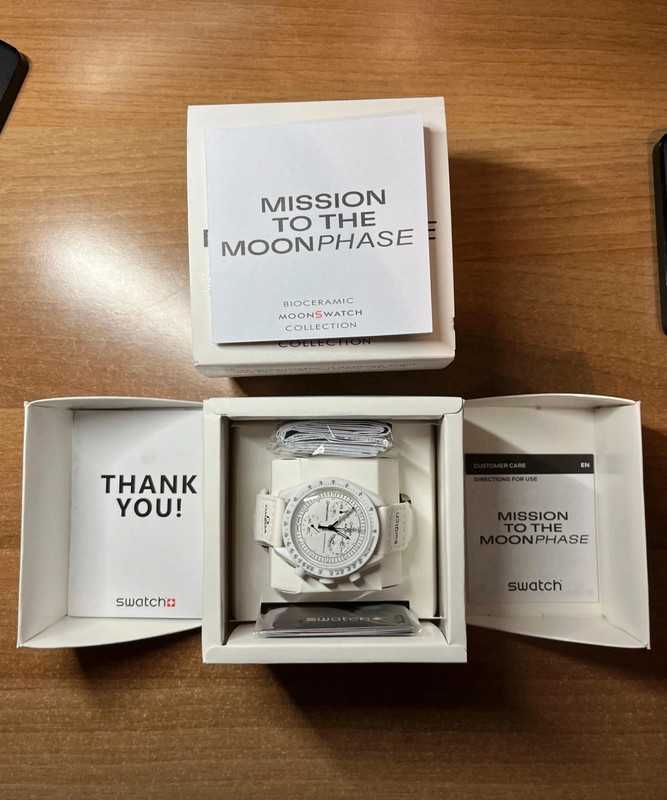 MISSION
TO THE
MOONPHASE
BIOCERAMIC
MOONSWATCH
COLLECTION
COLLECTION
THANK
YOU!
swatch
swatch
swatch
CUSTOMER CARE EN
DIRECTIONS FOR USE
MISSION
TO THE
MOONPHASE
swatch